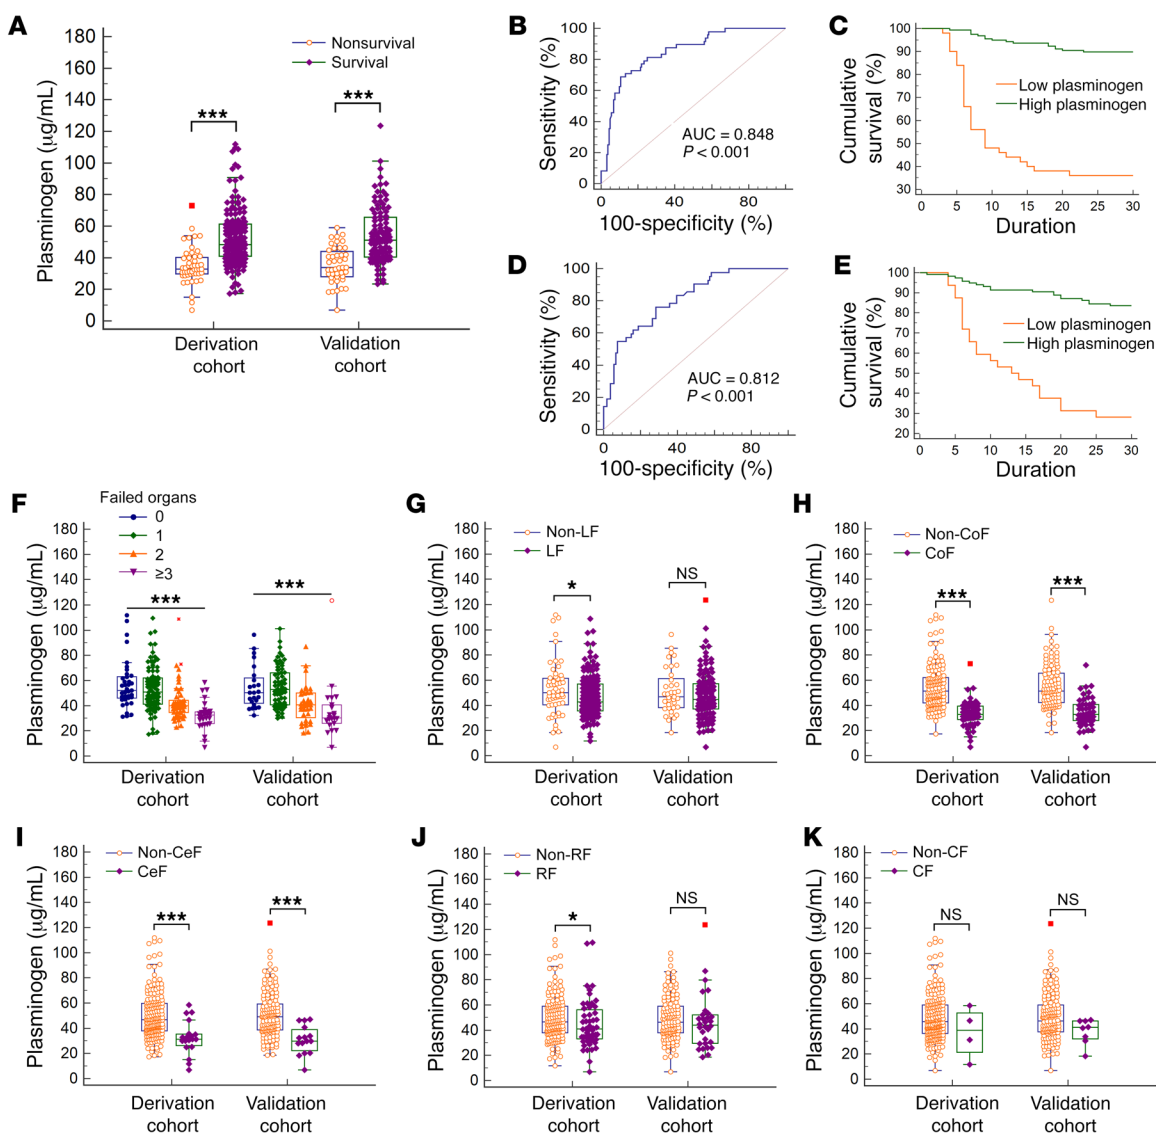 A
180
160
140
120
100
80
60
40
20
0
Plasminogen (μg/mL)
Nonsurvival
Survival
***
***
Derivation
cohort
Validation
cohort
B
100
80
60
40
20
0
Sensitivity (%)
AUC = 0.848
P < 0.001
0 40 80
100-specificity (%)
C
100
90
80
70
60
50
40
30
Cumulative
survival (%)
Low plasminogen
High plasminogen
0 5 10 15 20 25 30
Duration
D
100
80
60
40
20
0
Sensitivity (%)
AUC = 0.812
P < 0.001
0 40 80
100-specificity (%)
E
100
90
80
70
60
50
40
30
20
Cumulative
survival (%)
Low plasminogen
High plasminogen
0 5 10 15 20 25 30
Duration
F
Failed organs
0
1
2
≥3
180
160
140
120
100
80
60
40
20
0
Plasminogen (μg/mL)
***
***
Derivation
cohort
Validation
cohort
G
180
160
140
120
100
80
60
40
20
0
Plasminogen (μg/mL)
Non-LF
LF
*
NS
Derivation
cohort
Validation
cohort
H
180
160
140
120
100
80
60
40
20
0
Plasminogen (μg/mL)
Non-CoF
CoF
***
***
Derivation
cohort
Validation
cohort
I
180
160
140
120
100
80
60
40
20
0
Plasminogen (μg/mL)
Non-CeF
CeF
***
***
Derivation
cohort
Validation
cohort
J
180
160
140
120
100
80
60
40
20
0
Plasminogen (μg/mL)
Non-RF
RF
*
NS
Derivation
cohort
Validation
cohort
K
180
160
140
120
100
80
60
40
20
0
Plasminogen (μg/mL)
Non-CF
CF
NS
NS
Derivation
cohort
Validation
cohort